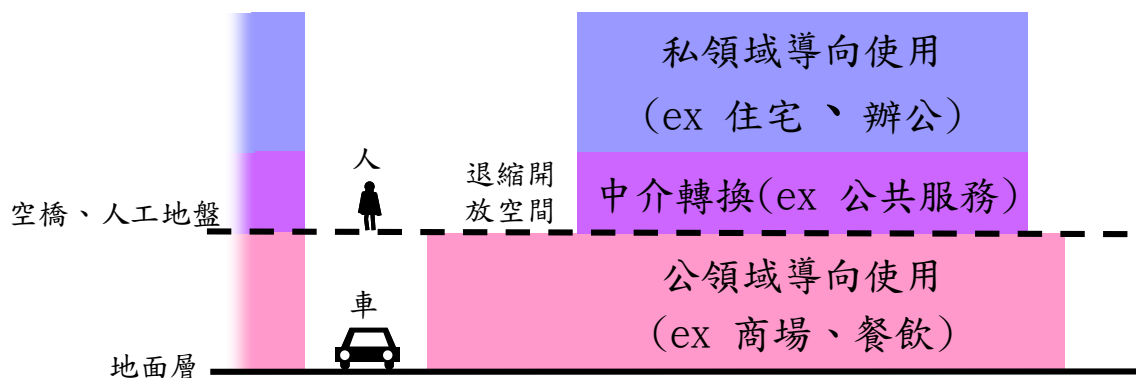 私領域導向使用
(ex 住宅、辦公)
人
退縮開
放空間
中介轉換(ex 公共服務)
空橋、人工地盤
公領域導向使用
(ex 商場、餐飲)
車
地面層